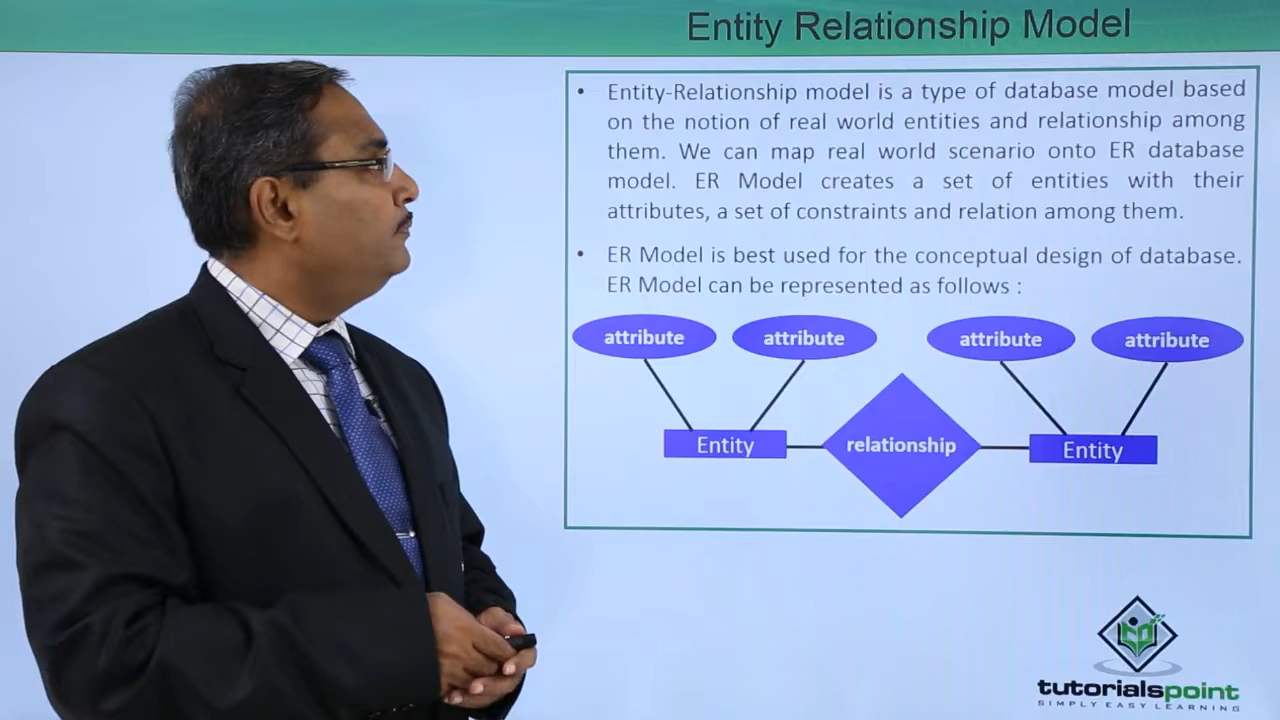 Entity Relationship Model
• Entity-Relationship model is a type of database model based
on the notion of real world entities and relationship among
them. We can map real world scenario onto ER database
model. ER Model creates a set of entities with their
attributes, a set of constraints and relation among them.
• ER Model is best used for the conceptual design of database.
ER Model can be represented as follows :
attribute attribute attribute attribute
Entity relationship Entity
tutorialspoint
SIMPLY EASY LEARNING